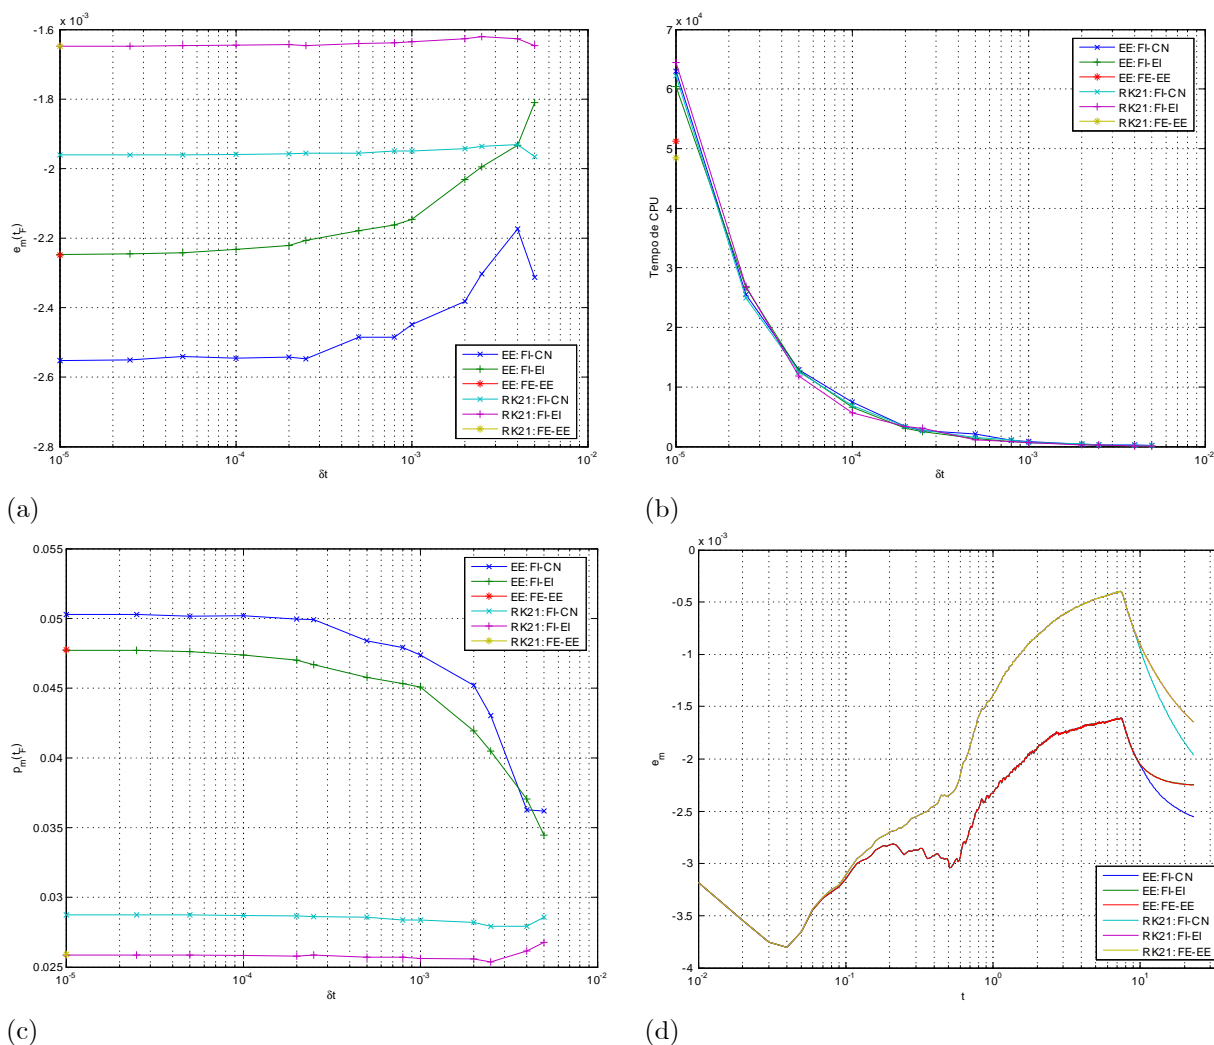 x 10^-3
-1.6
-1.8
-2
-2.2
-2.4
-2.6
-2.8
e_m(t_F)
10^-5
10^-4
10^-3
10^-2
δt
EE:FI-CN
EE:FI-EI
EE:FE-EE
RK21:FI-CN
RK21:FI-EI
RK21:FE-EE
(a)
x 10^4
7
6
5
4
3
2
1
0
Tempo de CPU
10^-5
10^-4
10^-3
10^-2
δt
EE:FI-CN
EE:FI-EI
EE:FE-EE
RK21:FI-CN
RK21:FI-EI
RK21:FE-EE
(b)
0.055
0.05
0.045
0.04
0.035
0.03
0.025
p_m(t_F)
10^-5
10^-4
10^-3
10^-2
δt
EE:FI-CN
EE:FI-EI
EE:FE-EE
RK21:FI-CN
RK21:FI-EI
RK21:FE-EE
(c)
x 10^-3
0
-0.5
-1
-1.5
-2
-2.5
-3
-3.5
-4
e_m
10^-2
10^-1
10^0
10^1
t
EE:FI-CN
EE:FI-EI
EE:FE-EE
RK21:FI-CN
RK21:FI-EI
RK21:FE-EE
(d)